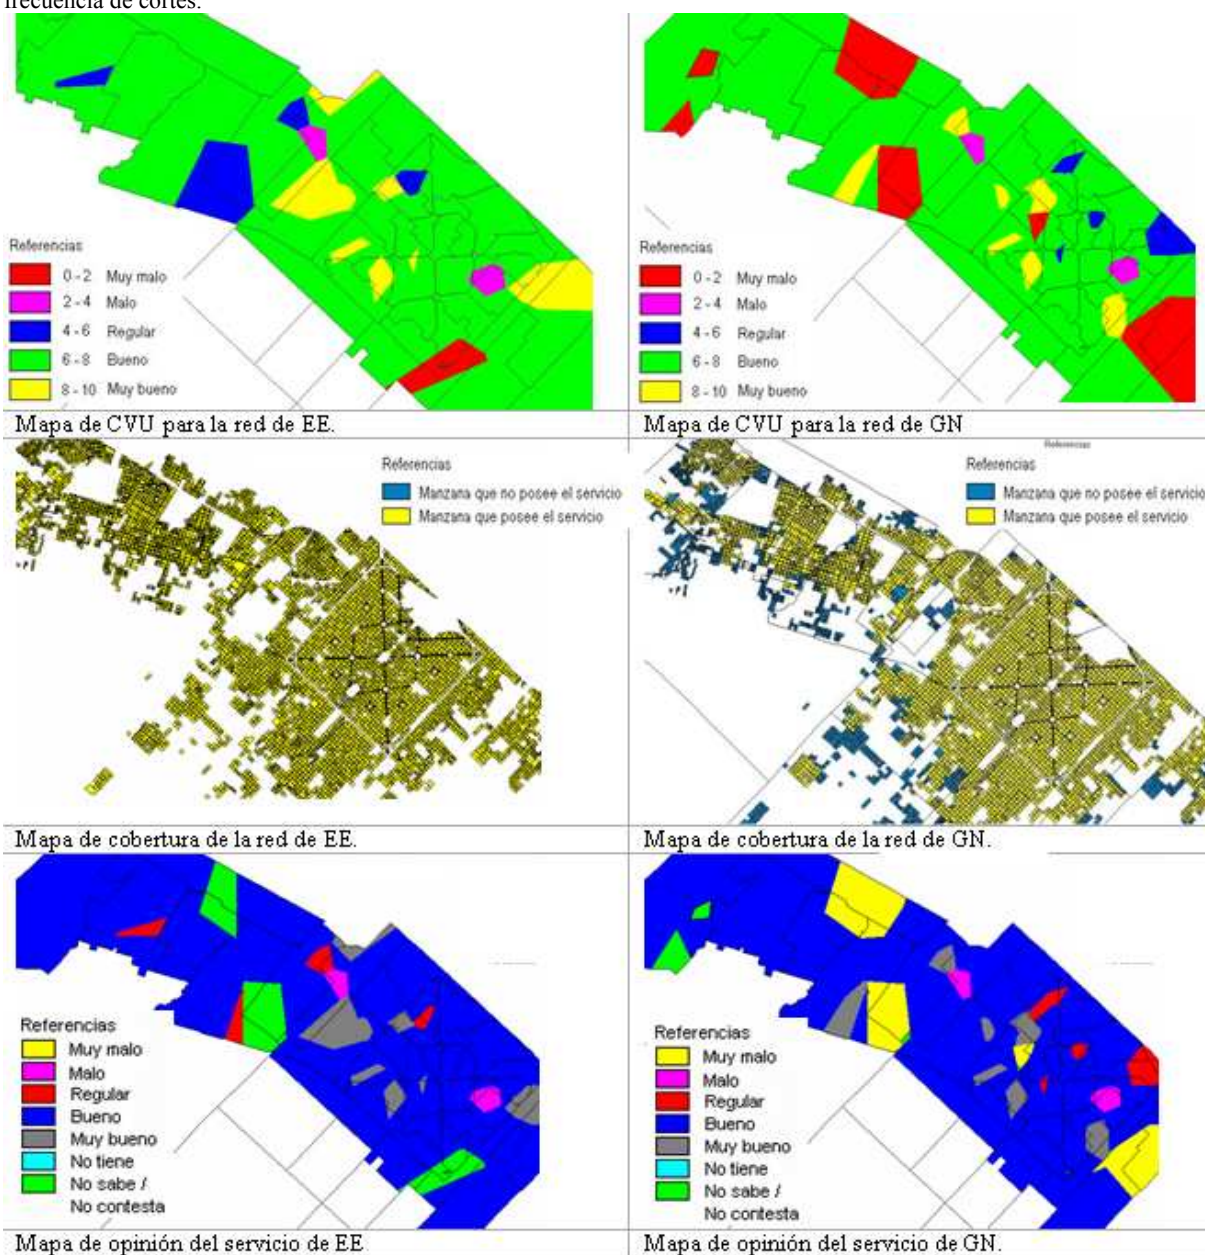 frecuencia de cortes.
Referencias
0 - 2 Muy malo
2 - 4 Malo
4 - 6 Regular
6 - 8 Bueno
8 - 10 Muy bueno
Mapa de CVU para la red de EE.
Referencias
0 - 2 Muy malo
2 - 4 Malo
4 - 6 Regular
6 - 8 Bueno
8 - 10 Muy bueno
Mapa de CVU para la red de GN
Referencias
Manzana que no posee el servicio
Manzana que posee el servicio
Mapa de cobertura de la red de EE.
Referencias
Referencias
Manzana que no posee el servicio
Manzana que posee el servicio
Mapa de cobertura de la red de GN.
Referencias
Muy malo
Malo
Regular
Bueno
Muy bueno
No tiene
No sabe /
No contesta
Mapa de opinión del servicio de EE
Referencias
Muy malo
Malo
Regular
Bueno
Muy bueno
No tiene
No sabe /
No contesta
Mapa de opinión del servicio de GN.